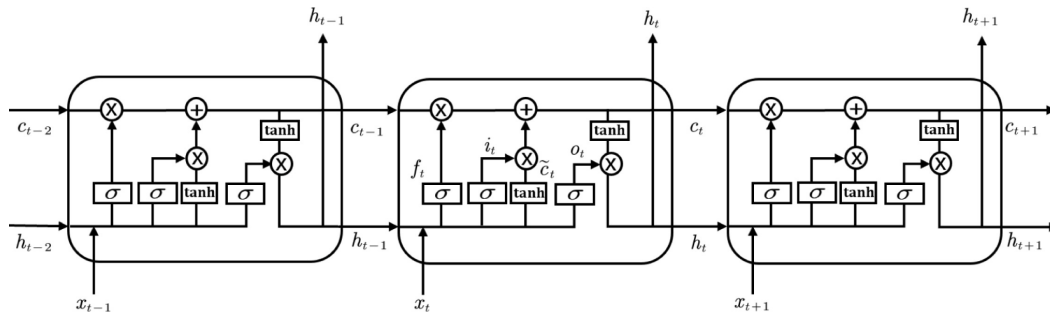 h_{t-1} h_t h_{t+1}
× + × + × +
c_{t-2} tanh c_{t-1} tanh c_t tanh c_{t+1}
× × i_t × o_t × × ×
f_t c̃_t
σ σ tanh σ σ σ tanh σ σ σ tanh σ
h_{t-2} h_{t-1} h_t h_{t+1}
x_{t-1} x_t x_{t+1}